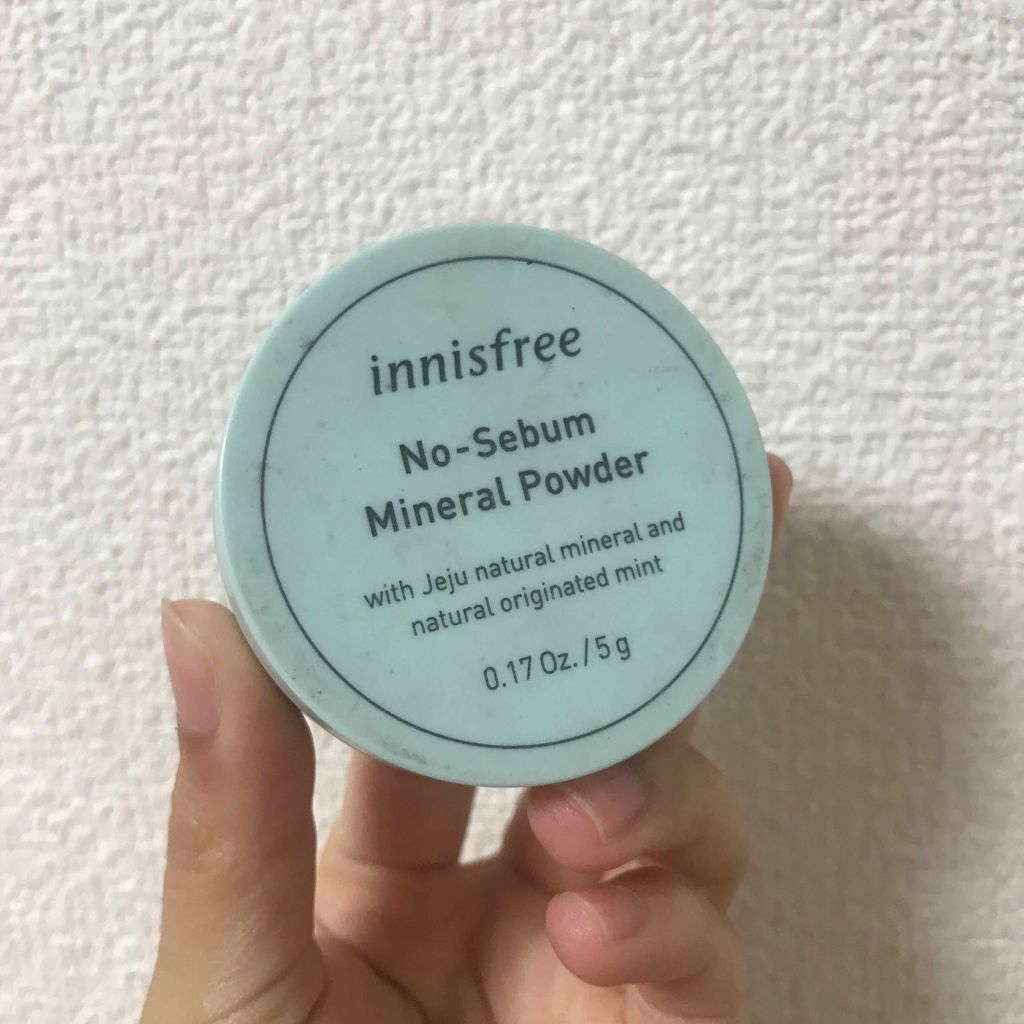 innisfree
No-Sebum
Mineral Powder
with Jeju natural mineral and
natural originated mint
0.17 Oz. / 5 g